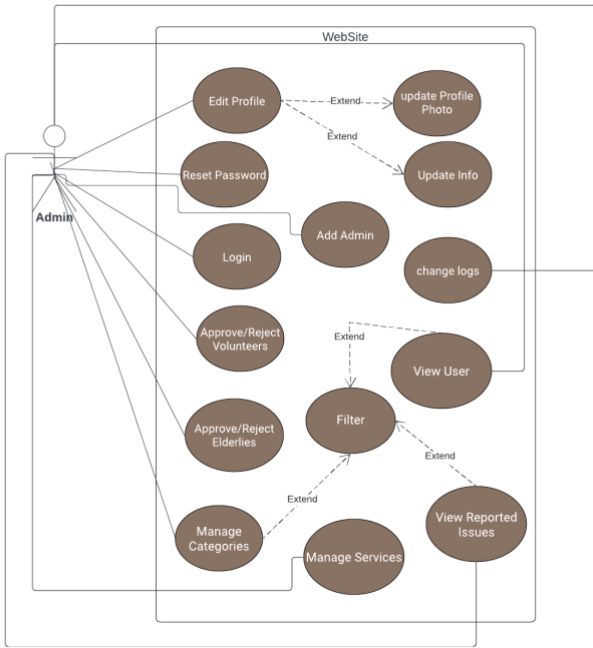 WebSite
Edit Profile
Extend
update Profile
Photo
Extend
Reset Password
Update Info
Admin
Add Admin
Login
change logs
Approve/Reject
Volunteers
Extend
View User
Filter
Approve/Reject
Elderlies
Extend
Extend
Manage
Categories
View Reported
Issues
Manage Services